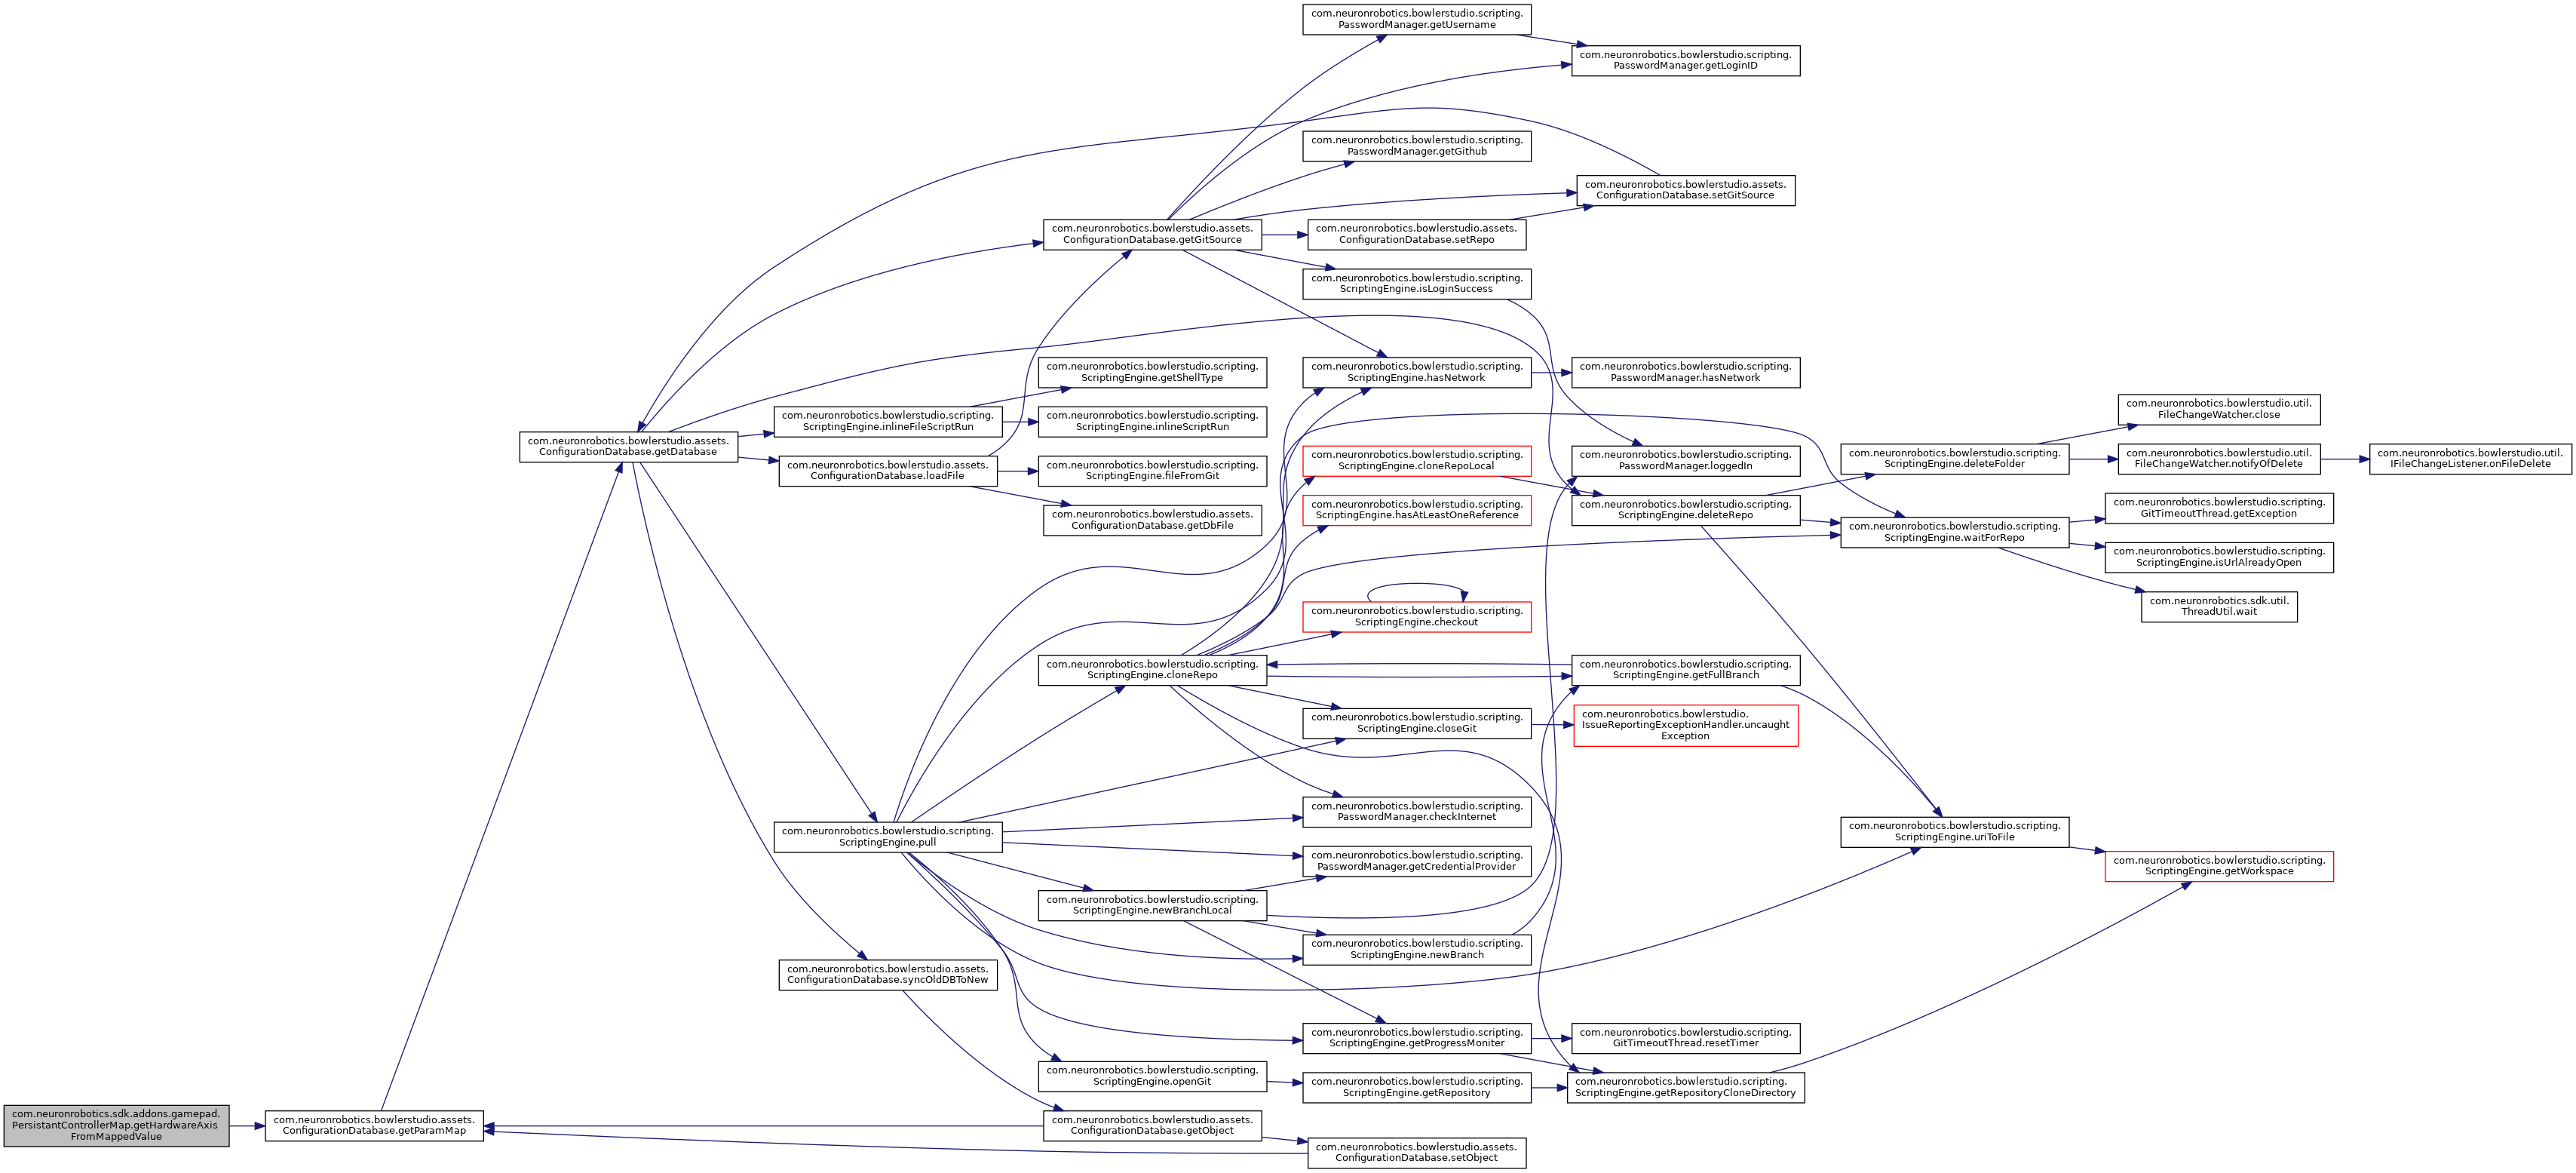 com.neuronrobotics.sdk.addons.gamepad.
PersistantControllerMap.getHardwareAxis
FromMappedValue
com.neuronrobotics.bowlerstudio.assets.
ConfigurationDatabase.getParamMap
com.neuronrobotics.bowlerstudio.assets.
ConfigurationDatabase.getDatabase
com.neuronrobotics.bowlerstudio.scripting.
ScriptingEngine.inlineFileScriptRun
com.neuronrobotics.bowlerstudio.assets.
ConfigurationDatabase.loadFile
com.neuronrobotics.bowlerstudio.scripting.
ScriptingEngine.pull
com.neuronrobotics.bowlerstudio.assets.
ConfigurationDatabase.syncOldDBToNew
com.neuronrobotics.bowlerstudio.assets.
ConfigurationDatabase.getGitSource
com.neuronrobotics.bowlerstudio.scripting.
ScriptingEngine.getShellType
com.neuronrobotics.bowlerstudio.scripting.
ScriptingEngine.inlineScriptRun
com.neuronrobotics.bowlerstudio.scripting.
ScriptingEngine.fileFromGit
com.neuronrobotics.bowlerstudio.assets.
ConfigurationDatabase.getDbFile
com.neuronrobotics.bowlerstudio.scripting.
ScriptingEngine.cloneRepo
com.neuronrobotics.bowlerstudio.scripting.
ScriptingEngine.newBranchLocal
com.neuronrobotics.bowlerstudio.scripting.
ScriptingEngine.openGit
com.neuronrobotics.bowlerstudio.assets.
ConfigurationDatabase.getObject
com.neuronrobotics.bowlerstudio.scripting.
PasswordManager.getUsername
com.neuronrobotics.bowlerstudio.scripting.
PasswordManager.getGithub
com.neuronrobotics.bowlerstudio.assets.
ConfigurationDatabase.setRepo
com.neuronrobotics.bowlerstudio.scripting.
ScriptingEngine.isLoginSuccess
com.neuronrobotics.bowlerstudio.scripting.
ScriptingEngine.hasNetwork
com.neuronrobotics.bowlerstudio.scripting.
ScriptingEngine.cloneRepoLocal
com.neuronrobotics.bowlerstudio.scripting.
ScriptingEngine.hasAtLeastOneReference
com.neuronrobotics.bowlerstudio.scripting.
ScriptingEngine.checkout
com.neuronrobotics.bowlerstudio.scripting.
ScriptingEngine.closeGit
com.neuronrobotics.bowlerstudio.scripting.
PasswordManager.checkInternet
com.neuronrobotics.bowlerstudio.scripting.
PasswordManager.getCredentialProvider
com.neuronrobotics.bowlerstudio.scripting.
ScriptingEngine.newBranch
com.neuronrobotics.bowlerstudio.scripting.
ScriptingEngine.getProgressMoniter
com.neuronrobotics.bowlerstudio.scripting.
ScriptingEngine.getRepository
com.neuronrobotics.bowlerstudio.assets.
ConfigurationDatabase.setObject
com.neuronrobotics.bowlerstudio.scripting.
PasswordManager.getLoginID
com.neuronrobotics.bowlerstudio.assets.
ConfigurationDatabase.setGitSource
com.neuronrobotics.bowlerstudio.scripting.
PasswordManager.hasNetwork
com.neuronrobotics.bowlerstudio.scripting.
PasswordManager.loggedIn
com.neuronrobotics.bowlerstudio.scripting.
ScriptingEngine.deleteRepo
com.neuronrobotics.bowlerstudio.scripting.
ScriptingEngine.getFullBranch
com.neuronrobotics.bowlerstudio.
IssueReportingExceptionHandler.uncaught
Exception
com.neuronrobotics.bowlerstudio.scripting.
GitTimeoutThread.resetTimer
com.neuronrobotics.bowlerstudio.scripting.
ScriptingEngine.getRepositoryCloneDirectory
com.neuronrobotics.bowlerstudio.scripting.
ScriptingEngine.deleteFolder
com.neuronrobotics.bowlerstudio.scripting.
ScriptingEngine.waitForRepo
com.neuronrobotics.bowlerstudio.scripting.
ScriptingEngine.uriToFile
com.neuronrobotics.bowlerstudio.util.
FileChangeWatcher.close
com.neuronrobotics.bowlerstudio.util.
FileChangeWatcher.notifyOfDelete
com.neuronrobotics.bowlerstudio.scripting.
GitTimeoutThread.getException
com.neuronrobotics.bowlerstudio.scripting.
ScriptingEngine.isUrlAlreadyOpen
com.neuronrobotics.sdk.util.
ThreadUtil.wait
com.neuronrobotics.bowlerstudio.scripting.
ScriptingEngine.getWorkspace
com.neuronrobotics.bowlerstudio.util.
IFileChangeListener.onFileDelete